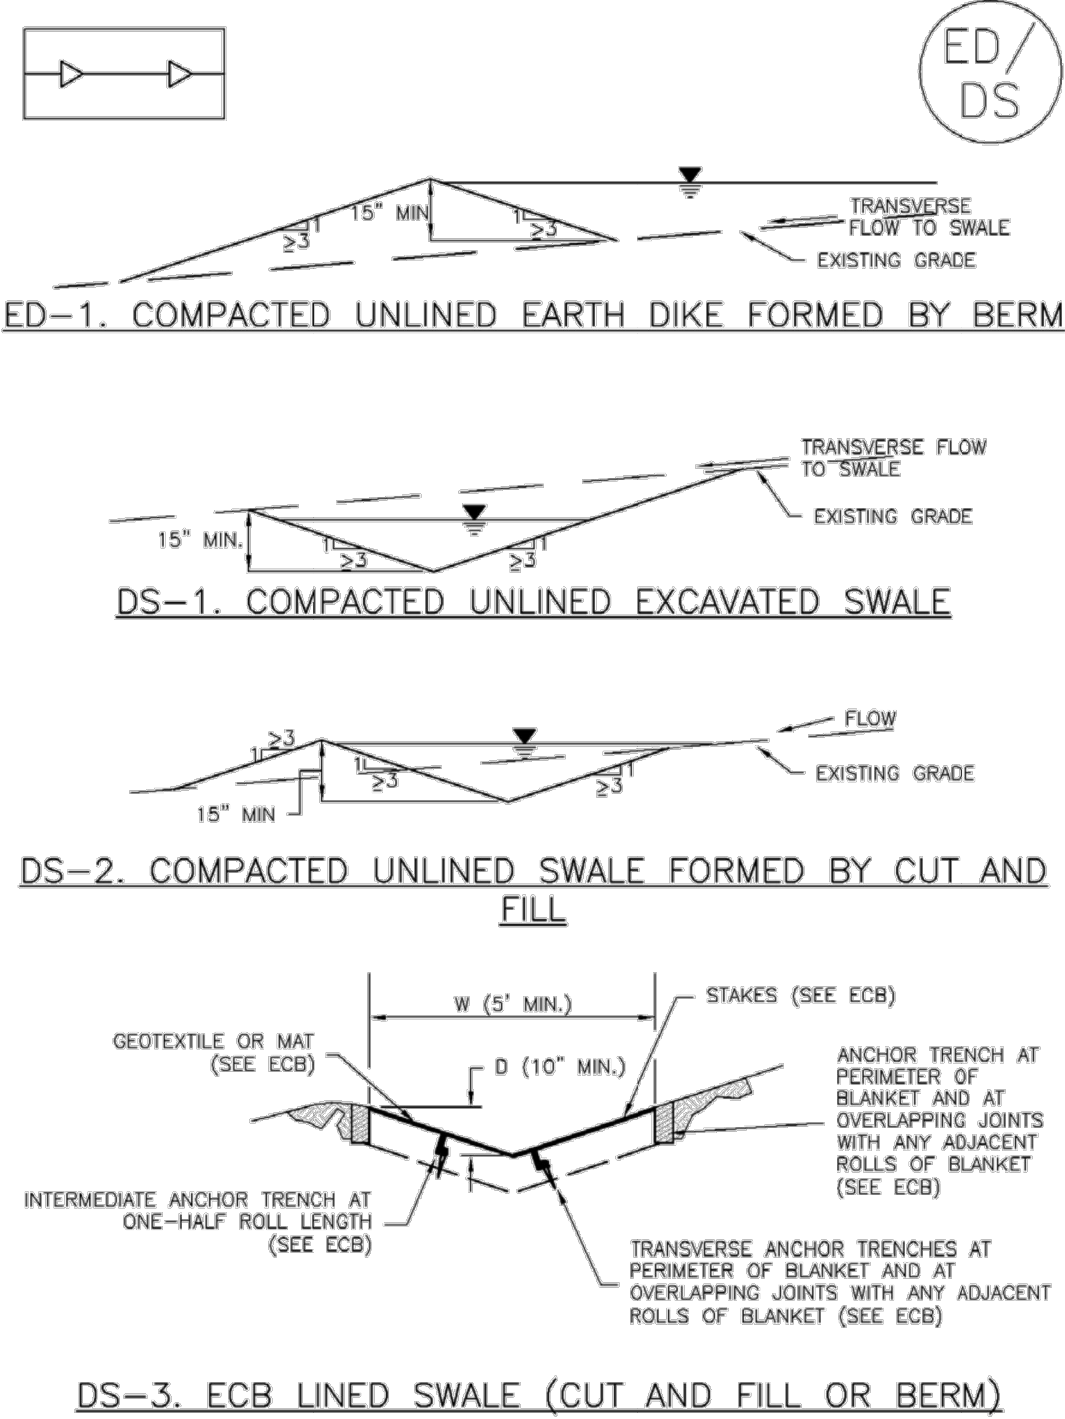 ED/
DS
15" MIN
1
≥3
1
≥3
TRANSVERSE
FLOW TO SWALE
EXISTING GRADE
ED-1. COMPACTED UNLINED EARTH DIKE FORMED BY BERM
TRANSVERSE FLOW
TO SWALE
EXISTING GRADE
15" MIN.
1
≥3
1
≥3
DS-1. COMPACTED UNLINED EXCAVATED SWALE
FLOW
≥3
1
1
≥3
1
≥3
EXISTING GRADE
15" MIN
DS-2. COMPACTED UNLINED SWALE FORMED BY CUT AND
FILL
W (5' MIN.)
STAKES (SEE ECB)
GEOTEXTILE OR MAT
(SEE ECB)
D (10" MIN.)
ANCHOR TRENCH AT
PERIMETER OF
BLANKET AND AT
OVERLAPPING JOINTS
WITH ANY ADJACENT
ROLLS OF BLANKET
(SEE ECB)
INTERMEDIATE ANCHOR TRENCH AT
ONE-HALF ROLL LENGTH
(SEE ECB)
TRANSVERSE ANCHOR TRENCHES AT
PERIMETER OF BLANKET AND AT
OVERLAPPING JOINTS WITH ANY ADJACENT
ROLLS OF BLANKET (SEE ECB)
DS-3. ECB LINED SWALE (CUT AND FILL OR BERM)